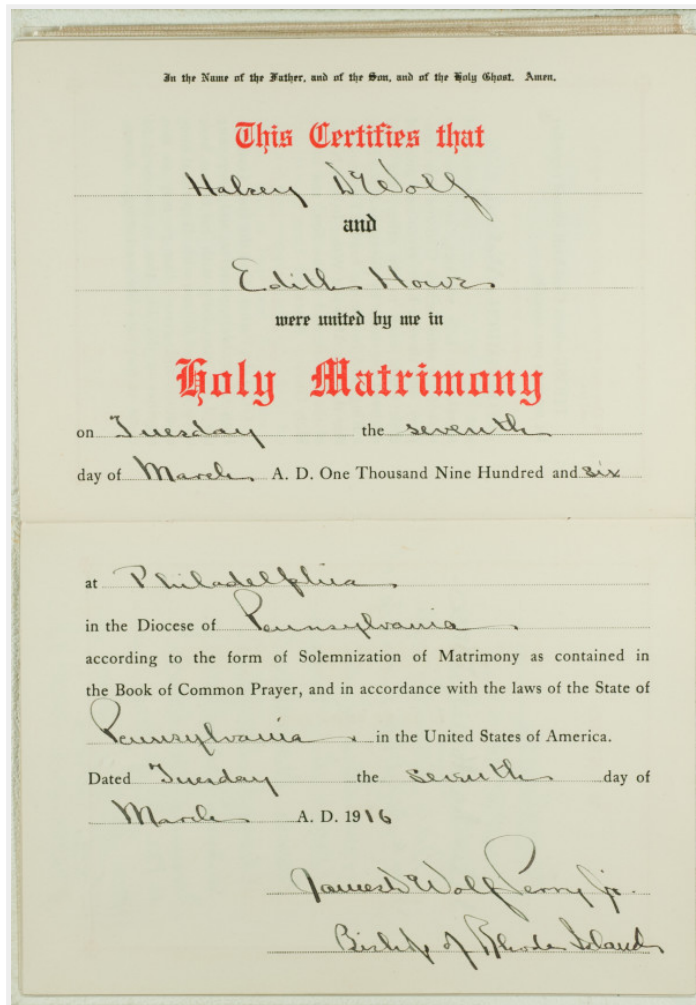 In the Name of the Father, and of the Son, and of the Holy Ghost. Amen.
This Certifies that
Halsey DeWolf
and
Edith Howe
were united by me in
Holy Matrimony
on Tuesday the seventh
day of March A. D. One Thousand Nine Hundred and six
at Philadelphia
in the Diocese of Pennsylvania.
according to the form of Solemnization of Matrimony as contained in
the Book of Common Prayer, and in accordance with the laws of the State of
Pennsylvania in the United States of America.
Dated Tuesday the seventh day of
March A. D. 1916
James DeWolf Perry Jr.
Bishop of Rhode Island